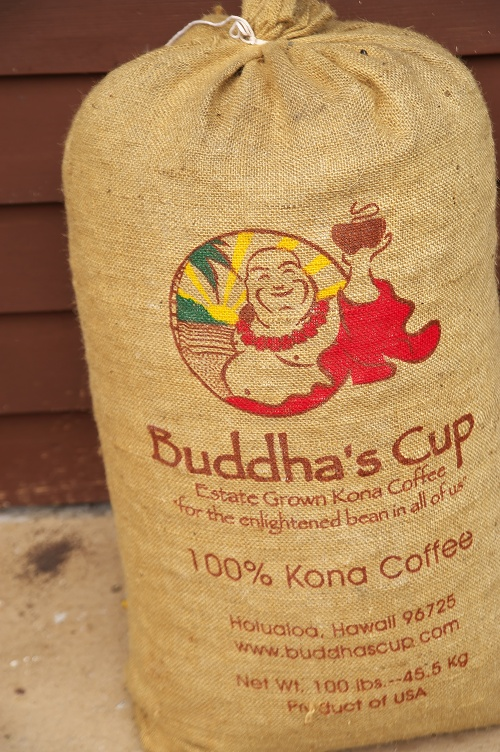 Buddha's Cup
Estate Grown Kona Coffee
"for the enlightened bean in all of us"
100% Kona Coffee
Holualoa, Hawaii 96725
www.buddhascup.com
Net Wt. 100 lbs.--45.5 Kg
Product of USA